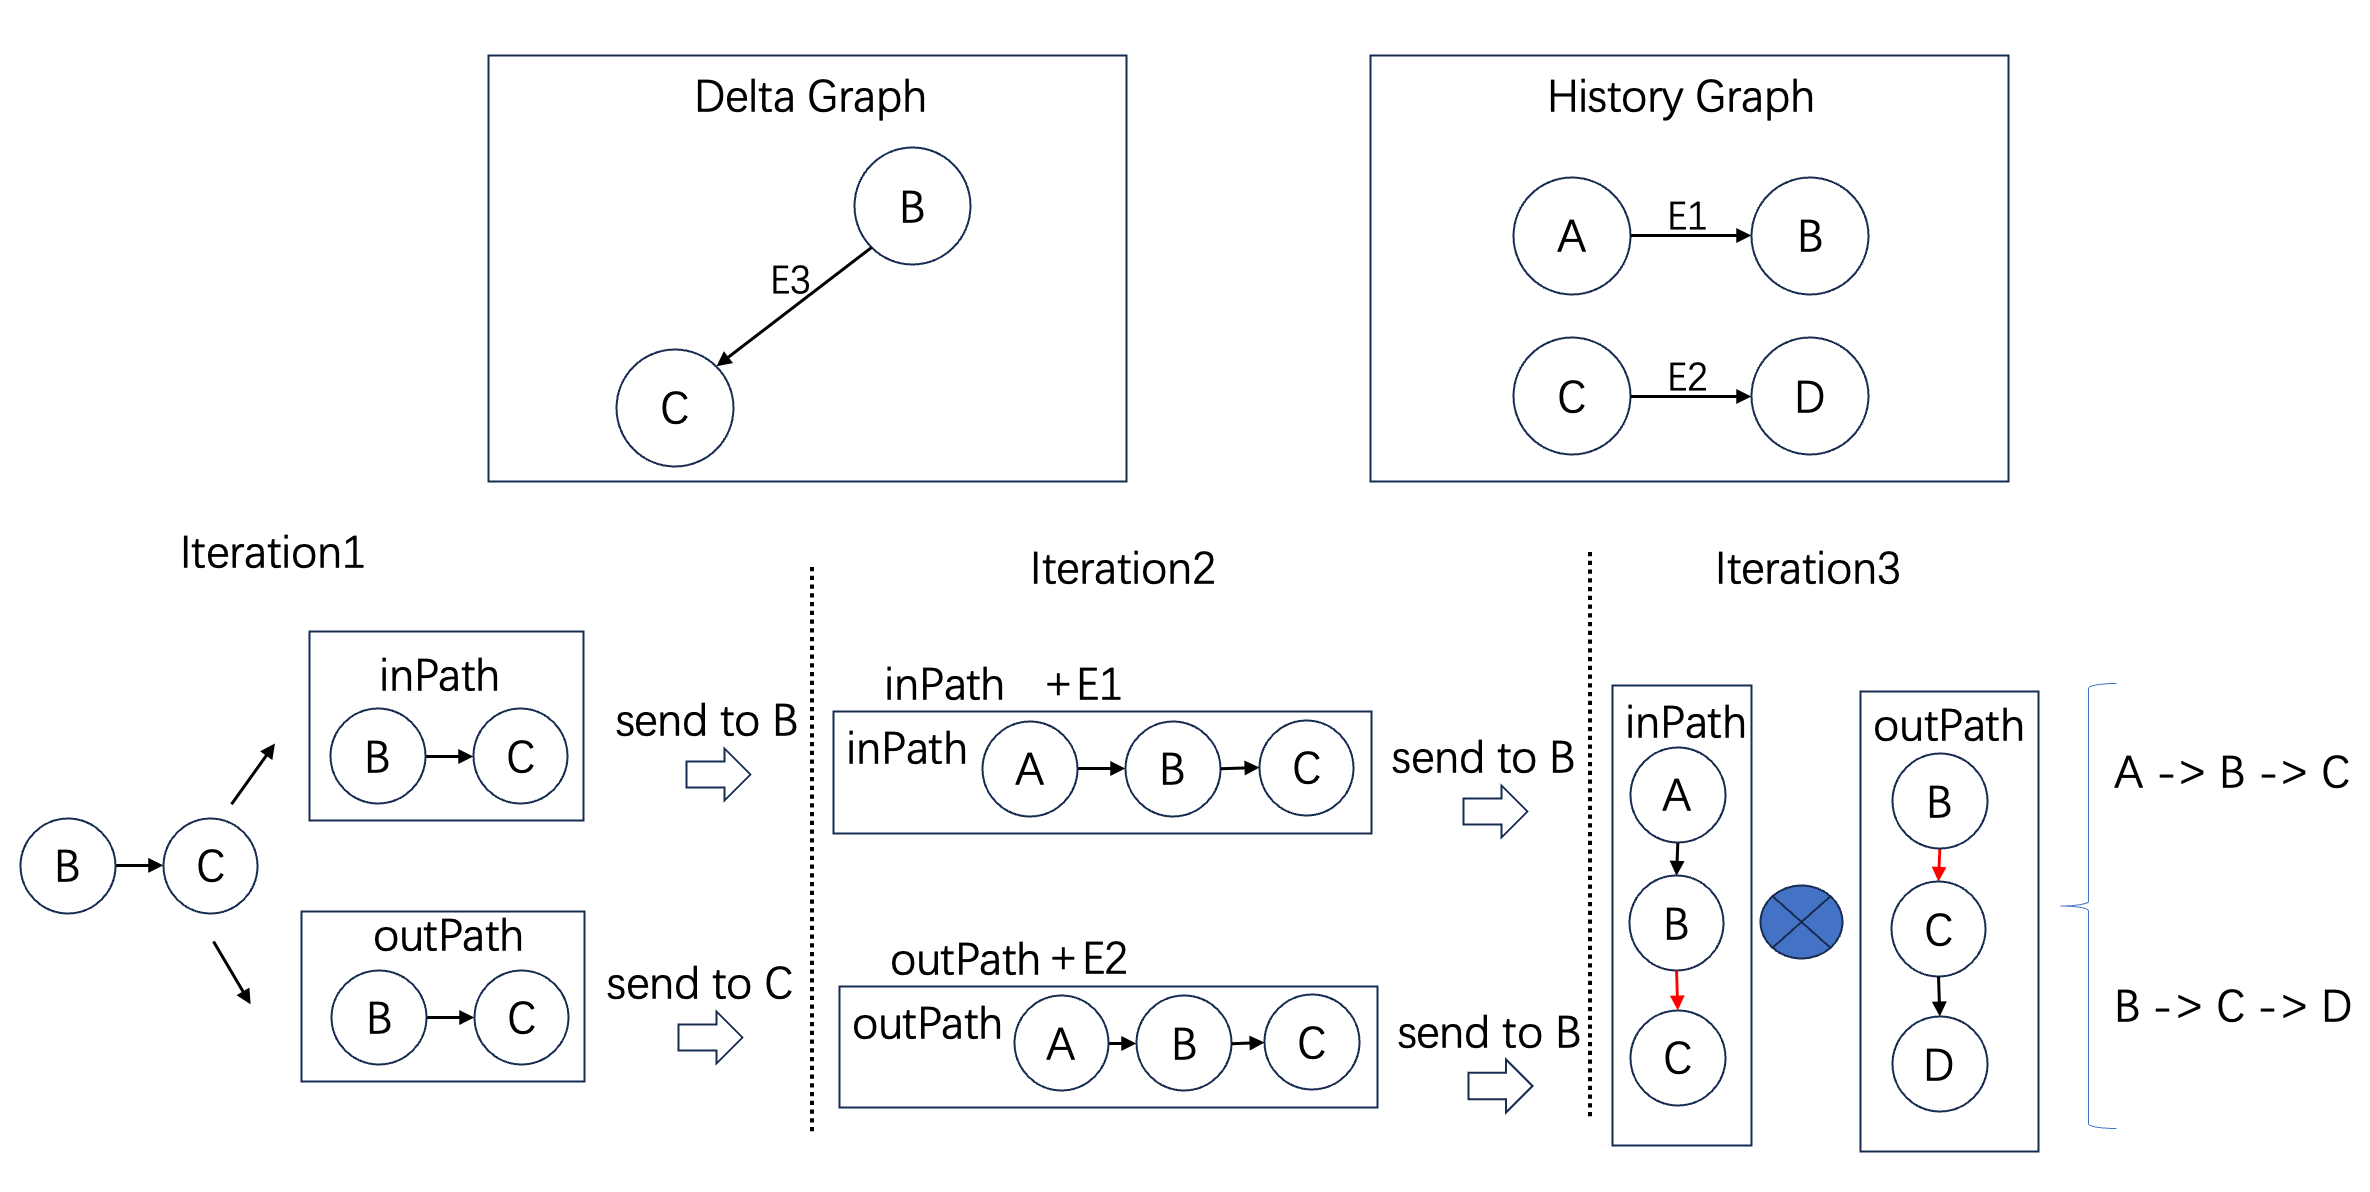 Delta Graph
B
E3
C
History Graph
A
E1
B
C
E2
D
Iteration1
B
C
inPath
B
C
send to B
outPath
B
C
send to C
Iteration2
inPath +E1
inPath
A
B
C
send to B
outPath +E2
outPath
A
B
C
send to B
Iteration3
inPath
A
B
C
outPath
B
C
D
A -> B -> C
B -> C -> D